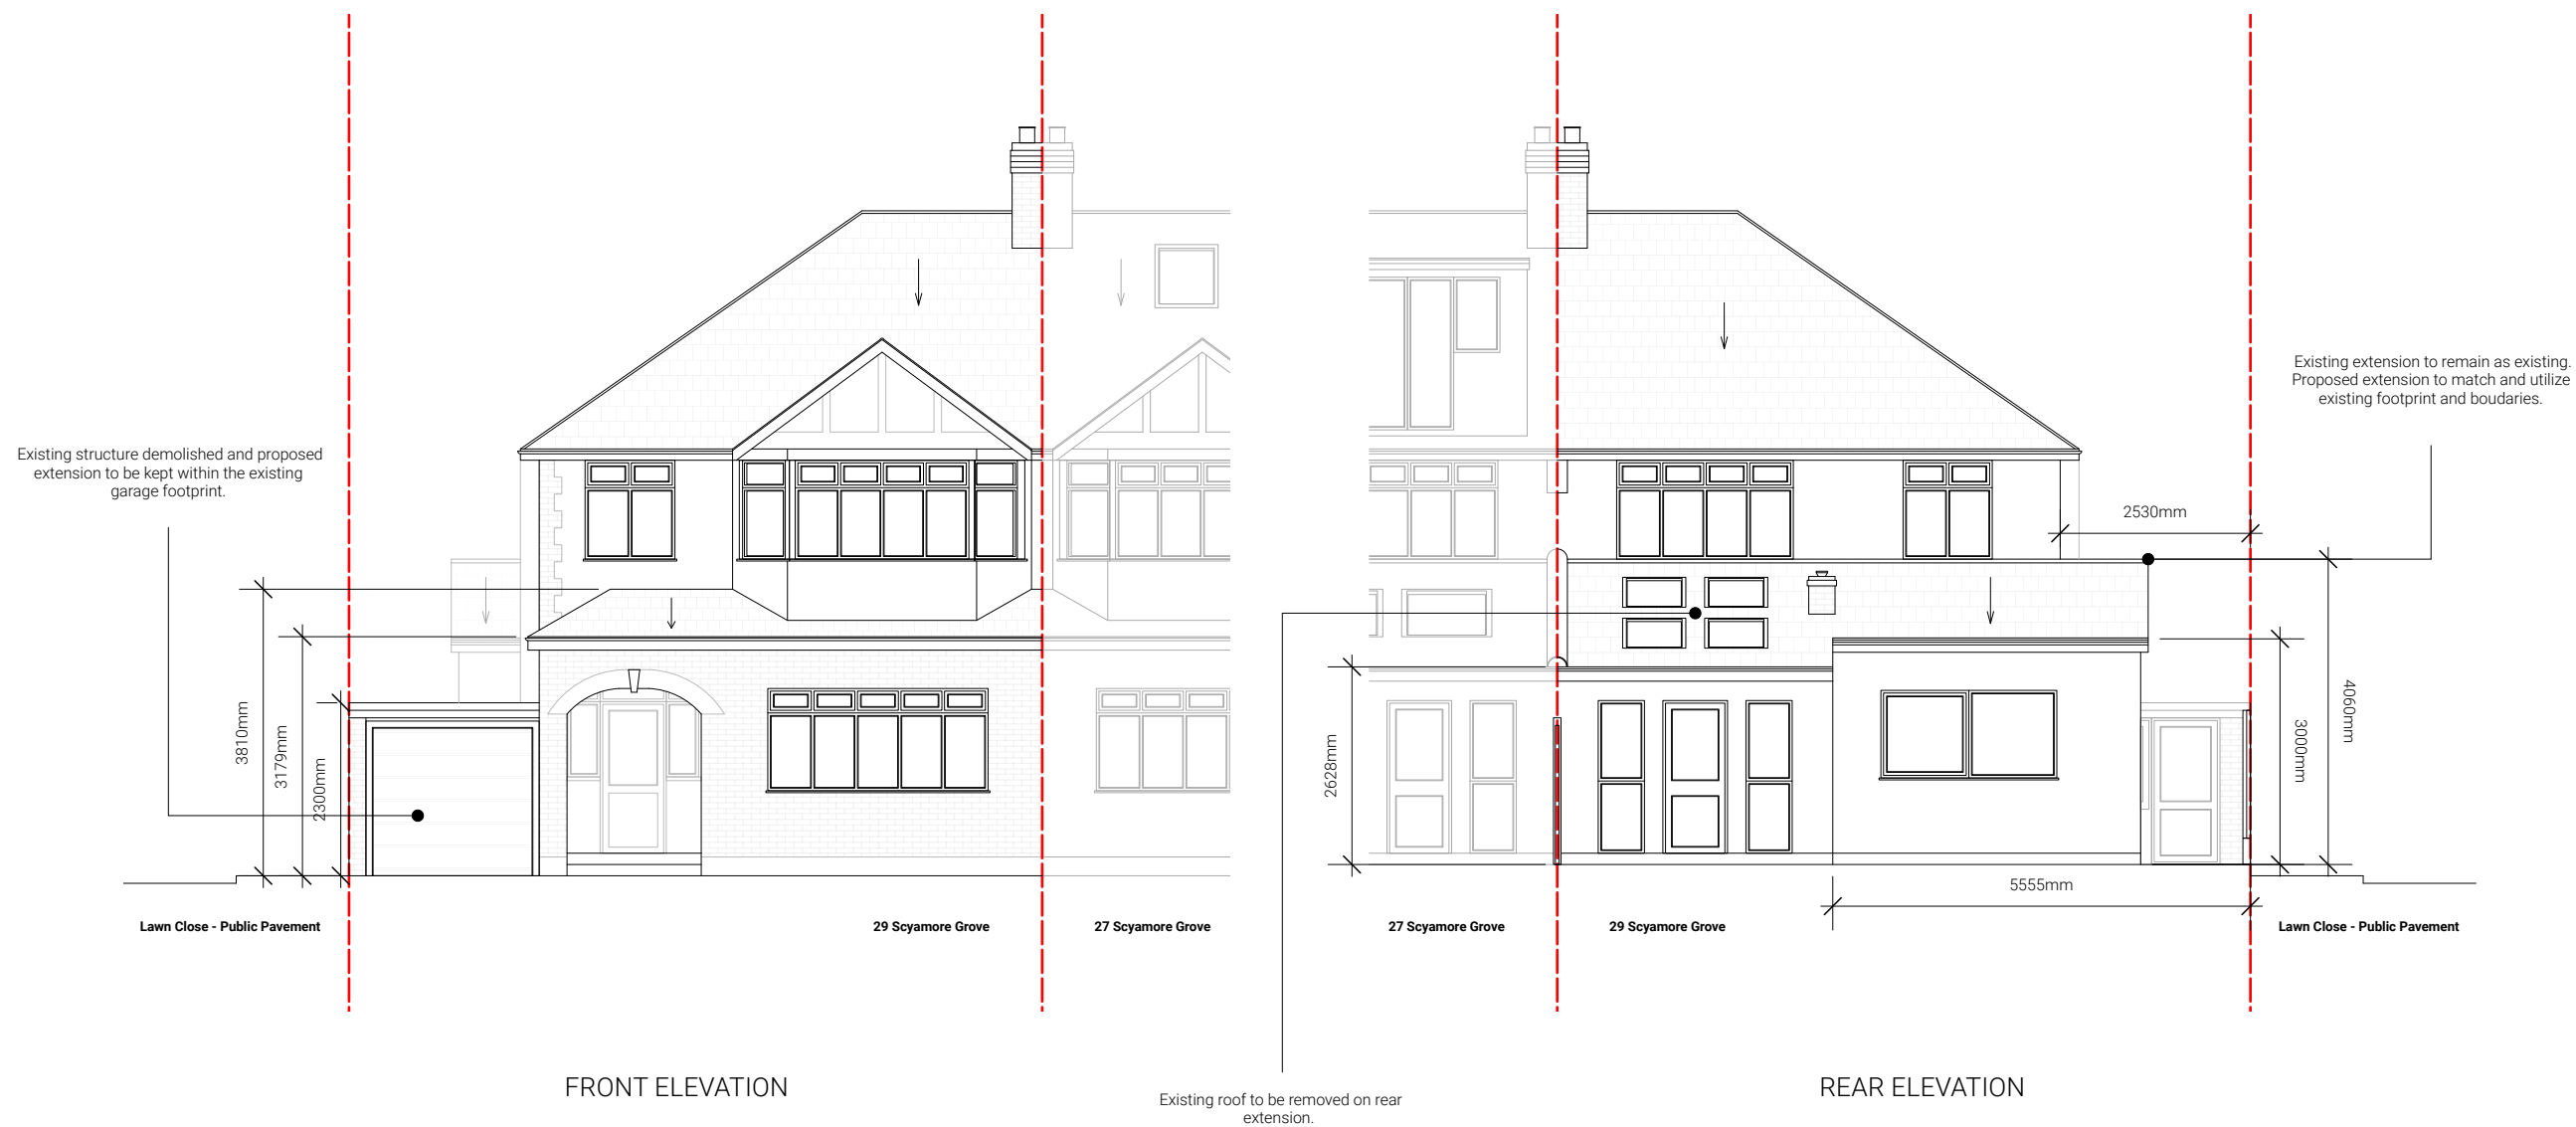 Existing structure demolished and proposed
extension to be kept within the existing
garage footprint.
3810mm
3179mm
2300mm
Lawn Close - Public Pavement
29 Scyamore Grove
27 Scyamore Grove
FRONT ELEVATION
Existing extension to remain as existing.
Proposed extension to match and utilize
existing footprint and boudaries.
2530mm
2628mm
4060mm
3000mm
5555mm
27 Scyamore Grove
29 Scyamore Grove
Lawn Close - Public Pavement
Existing roof to be removed on rear
extension.
REAR ELEVATION